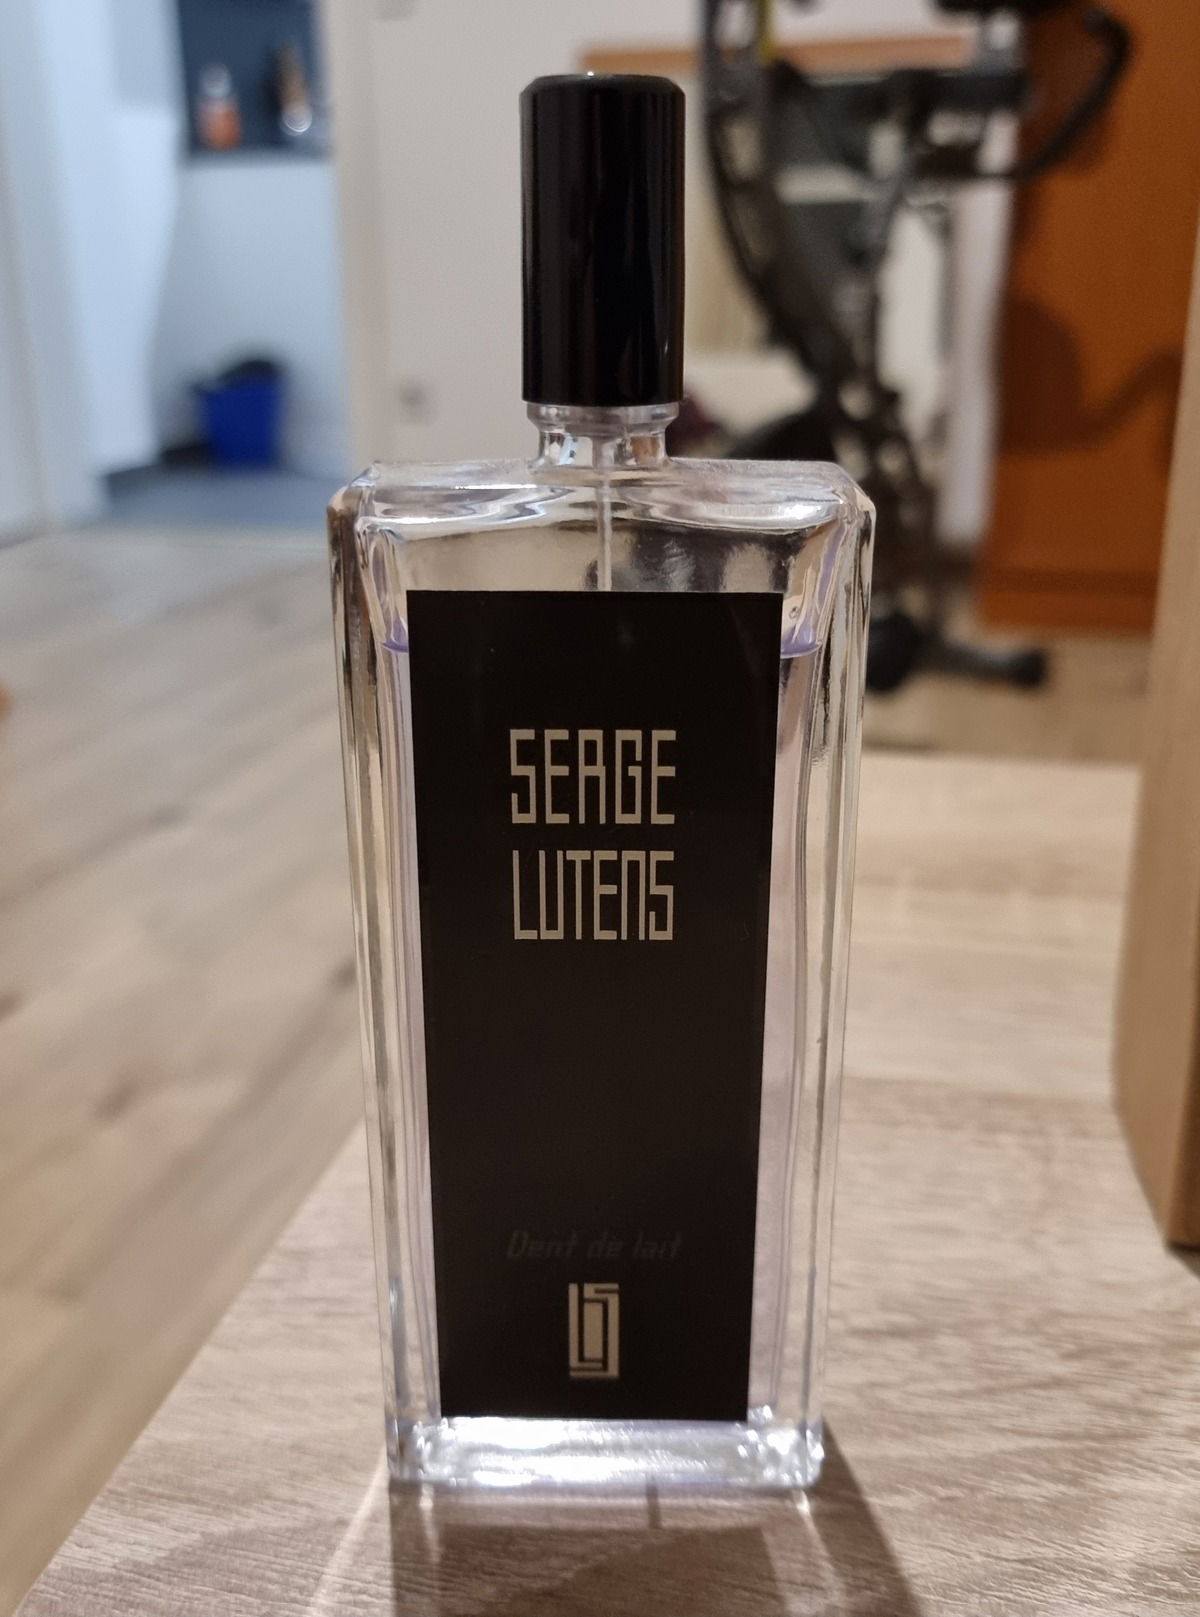 SERGE
LUTENS
Dent de lait